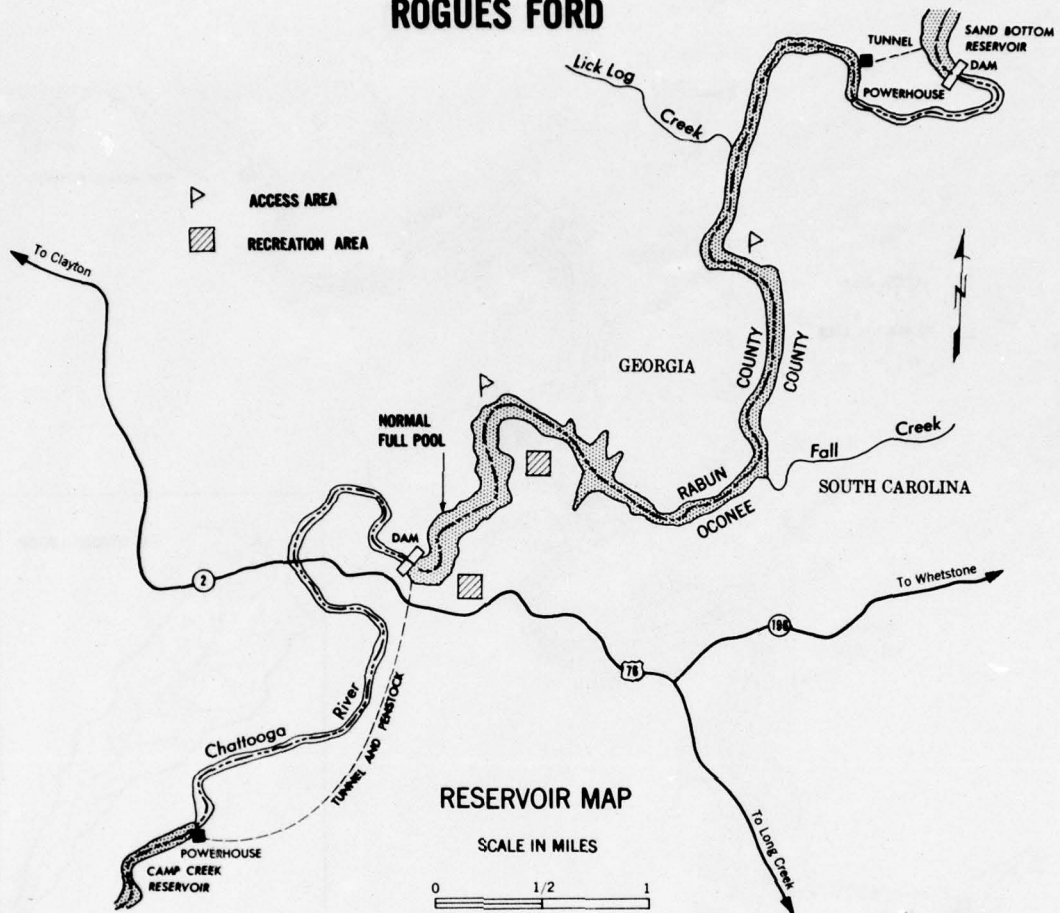 ROGUES FORD
SAND BOTTOM
RESERVOIR
TUNNEL
DAM
POWERHOUSE
Lick Log
Creek
ACCESS AREA
RECREATION AREA
To Clayton
N
GEORGIA
COUNTY
COUNTY
NORMAL
FULL POOL
Fall
Creek
RABUN
OCONEE
SOUTH CAROLINA
DAM
2
To Whetstone
196
76
TUNNEL AND PENSTOCK
Chattooga
River
RESERVOIR MAP
SCALE IN MILES
To Long Creek
POWERHOUSE
CAMP CREEK
RESERVOIR
0 1/2 1